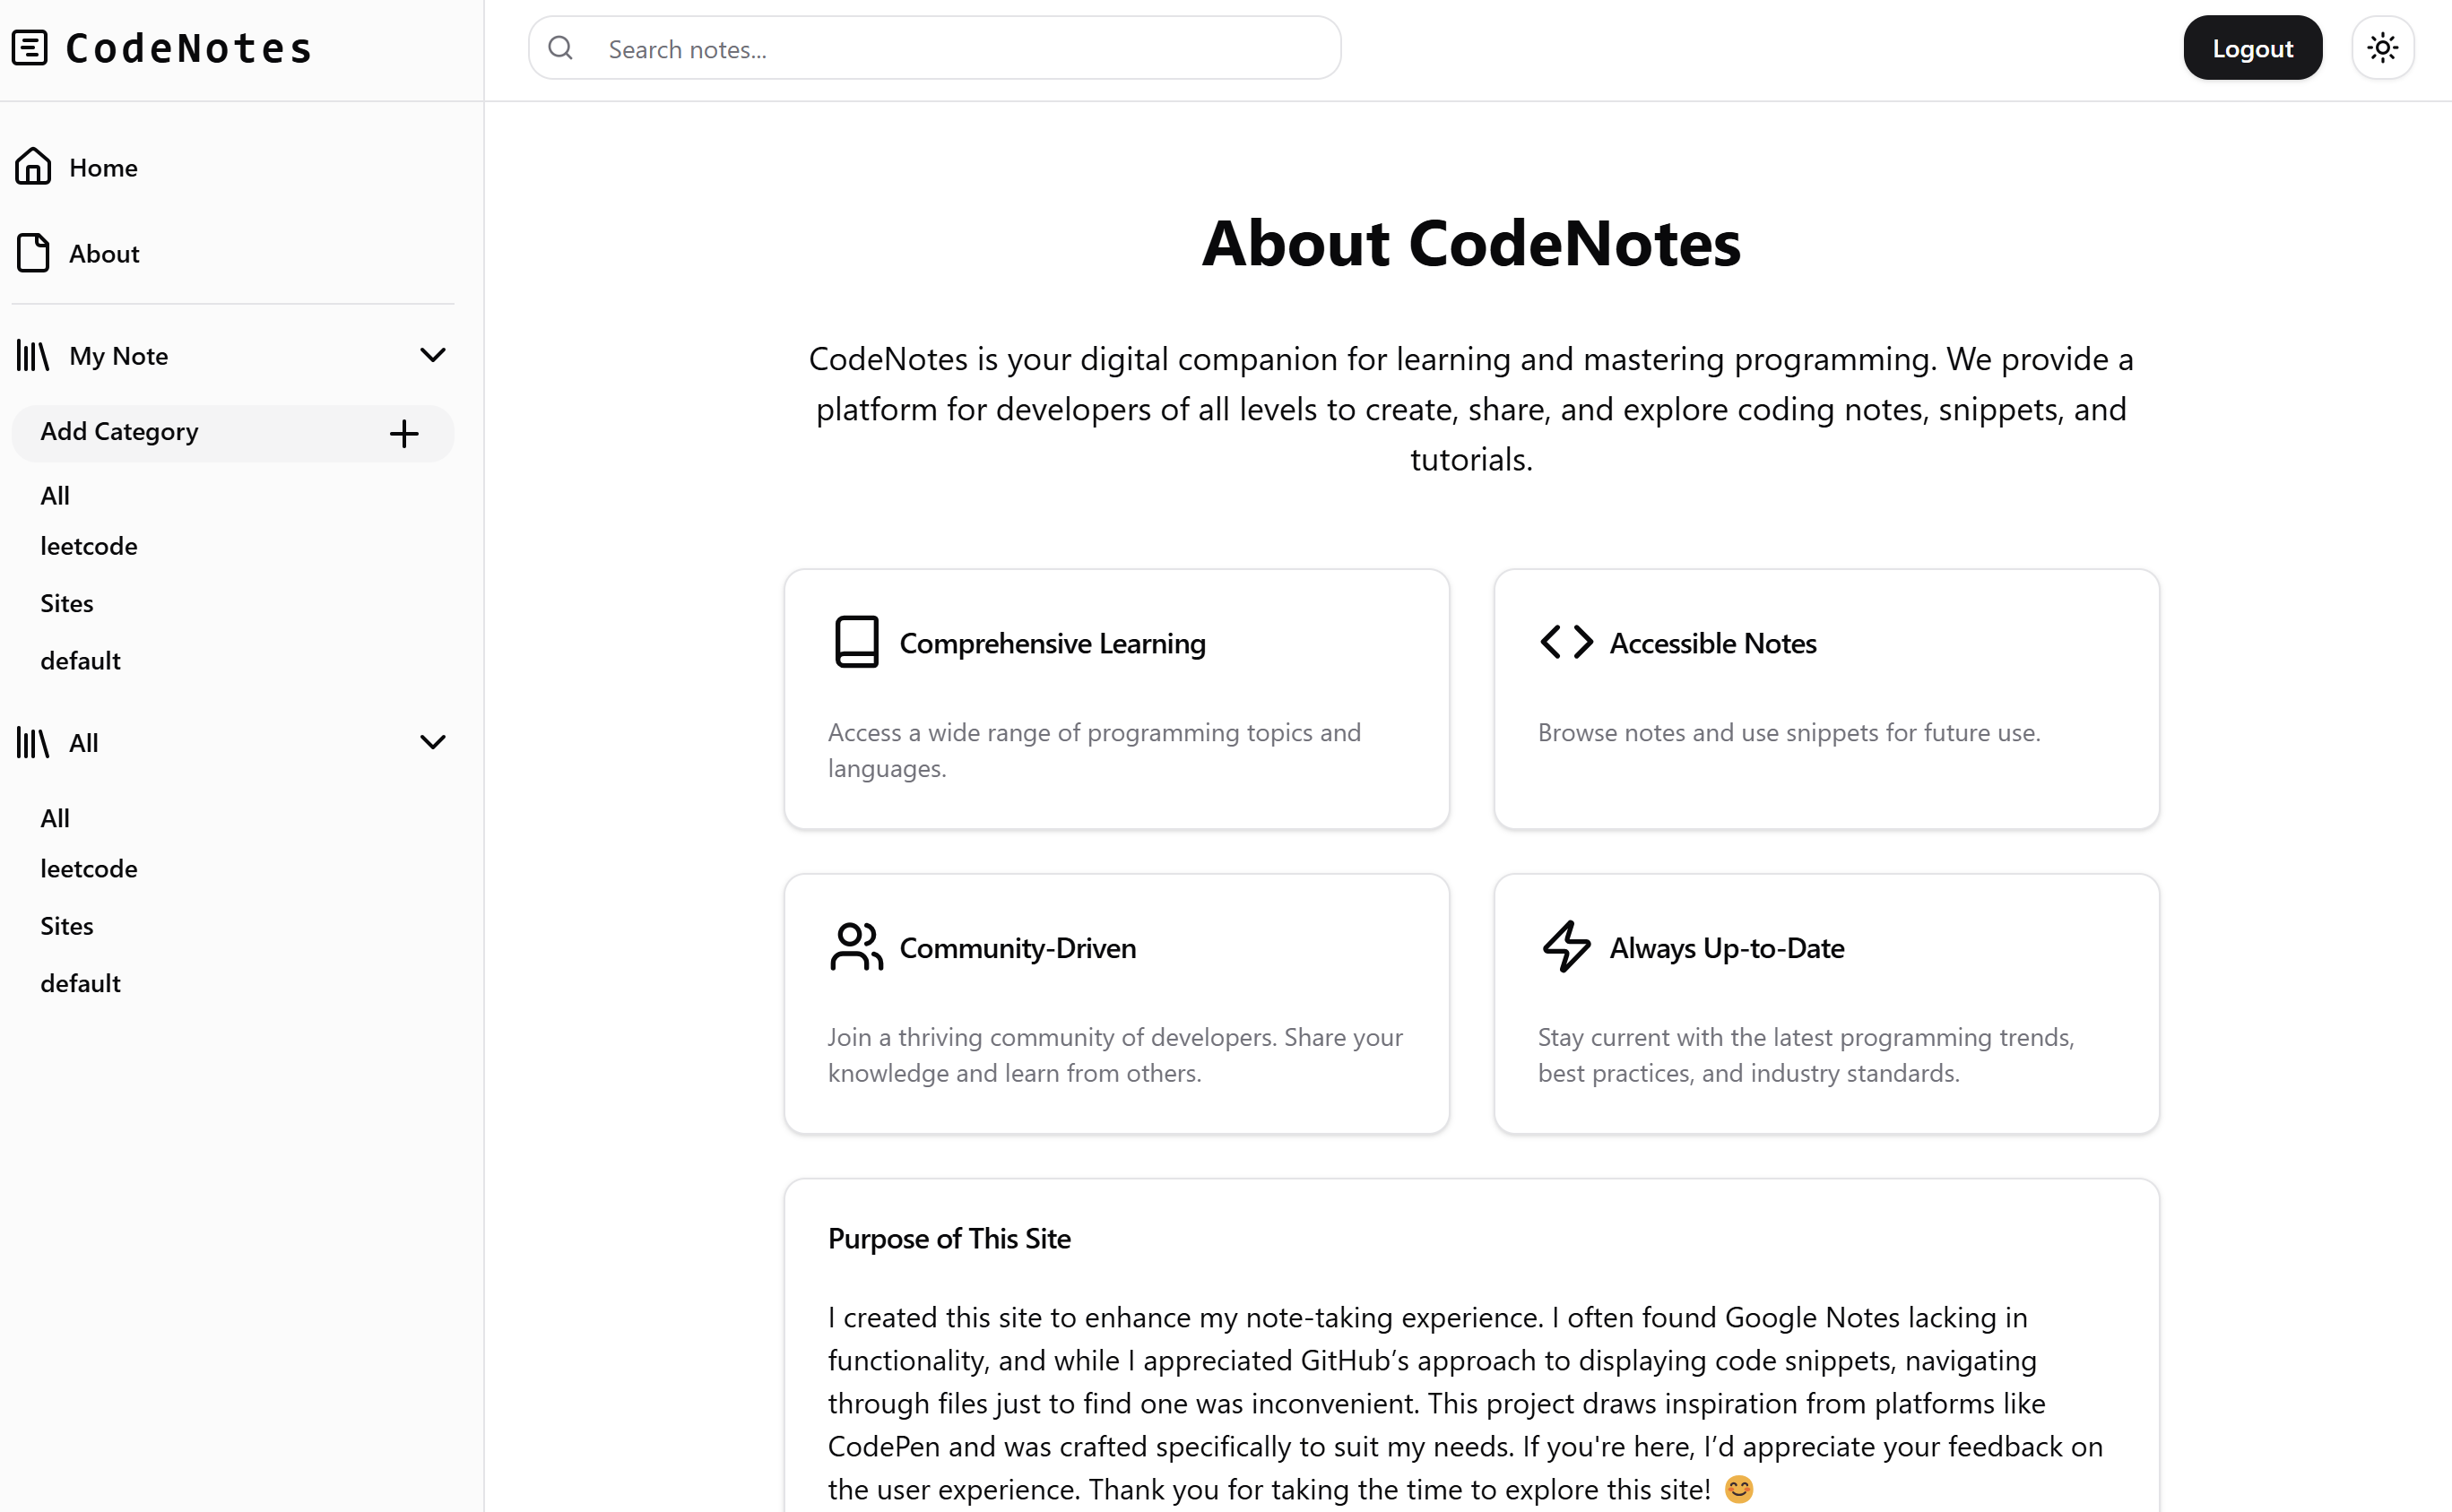 CodeNotes
Search notes...
Logout
Home
About
My Note
Add Category
All
leetcode
Sites
default
All
All
leetcode
Sites
default
About CodeNotes
CodeNotes is your digital companion for learning and mastering programming. We provide a
platform for developers of all levels to create, share, and explore coding notes, snippets, and
tutorials.
Comprehensive Learning
Access a wide range of programming topics and
languages.
Accessible Notes
Browse notes and use snippets for future use.
Community-Driven
Join a thriving community of developers. Share your
knowledge and learn from others.
Always Up-to-Date
Stay current with the latest programming trends,
best practices, and industry standards.
Purpose of This Site
I created this site to enhance my note-taking experience. I often found Google Notes lacking in
functionality, and while I appreciated GitHub’s approach to displaying code snippets, navigating
through files just to find one was inconvenient. This project draws inspiration from platforms like
CodePen and was crafted specifically to suit my needs. If you're here, I’d appreciate your feedback on
the user experience. Thank you for taking the time to explore this site! 😊